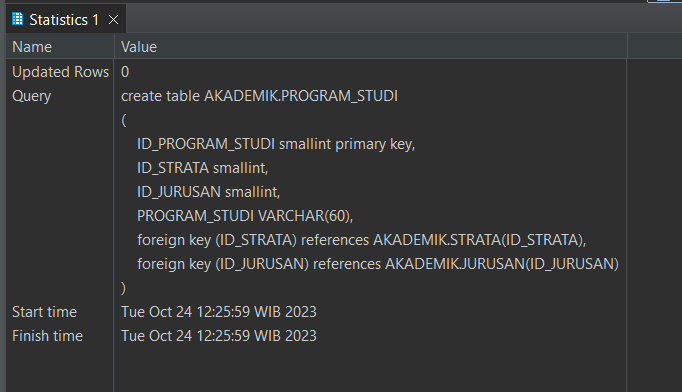 Statistics 1
Name Value
Updated Rows 0
Query create table AKADEMIK.PROGRAM_STUDI
(
ID_PROGRAM_STUDI smallint primary key,
ID_STRATA smallint,
ID_JURUSAN smallint,
PROGRAM_STUDI VARCHAR(60),
foreign key (ID_STRATA) references AKADEMIK.STRATA(ID_STRATA),
foreign key (ID_JURUSAN) references AKADEMIK.JURUSAN(ID_JURUSAN)
)
Start time Tue Oct 24 12:25:59 WIB 2023
Finish time Tue Oct 24 12:25:59 WIB 2023